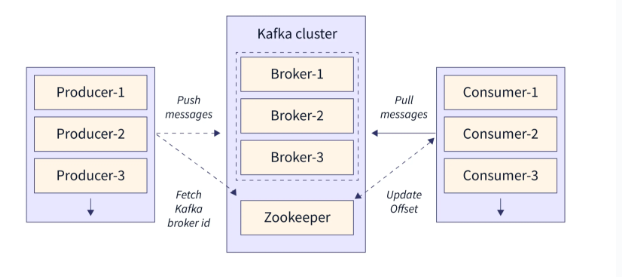 Kafka cluster
Producer-1
Producer-2
Producer-3
Push
messages
Fetch
Kafka
broker id
Broker-1
Broker-2
Broker-3
Zookeeper
Pull
messages
Update
Offset
Consumer-1
Consumer-2
Consumer-3